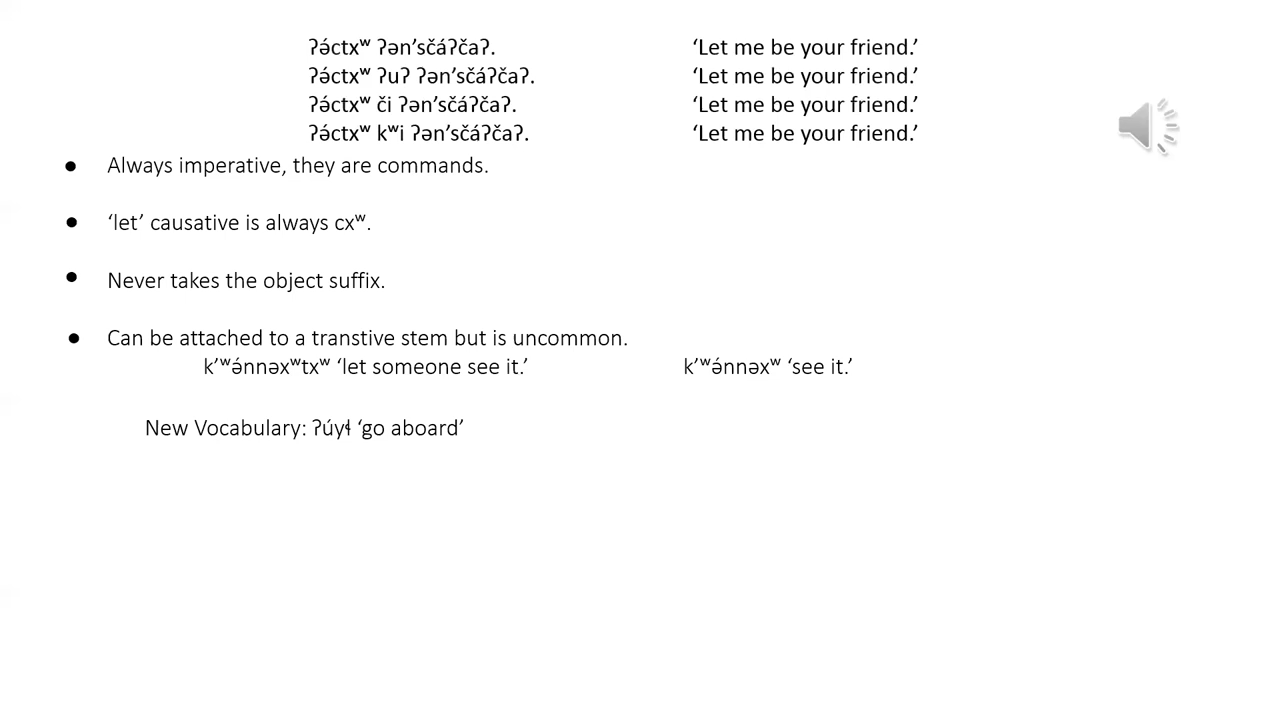 ʔə́ctxʷ ʔən’sčáʔčaʔ. ‘Let me be your friend.’
ʔə́ctxʷ ʔuʔ ʔən’sčáʔčaʔ. ‘Let me be your friend.’
ʔə́ctxʷ či ʔən’sčáʔčaʔ. ‘Let me be your friend.’
ʔə́ctxʷ kʷi ʔən’sčáʔčaʔ. ‘Let me be your friend.’
● Always imperative, they are commands.
● ‘let’ causative is always cxʷ.
● Never takes the object suffix.
● Can be attached to a transtive stem but is uncommon.
k’ʷə́nnəxʷtxʷ ‘let someone see it.’ k’ʷə́nnəxʷ ‘see it.’
New Vocabulary: ʔúyɬ ‘go aboard’